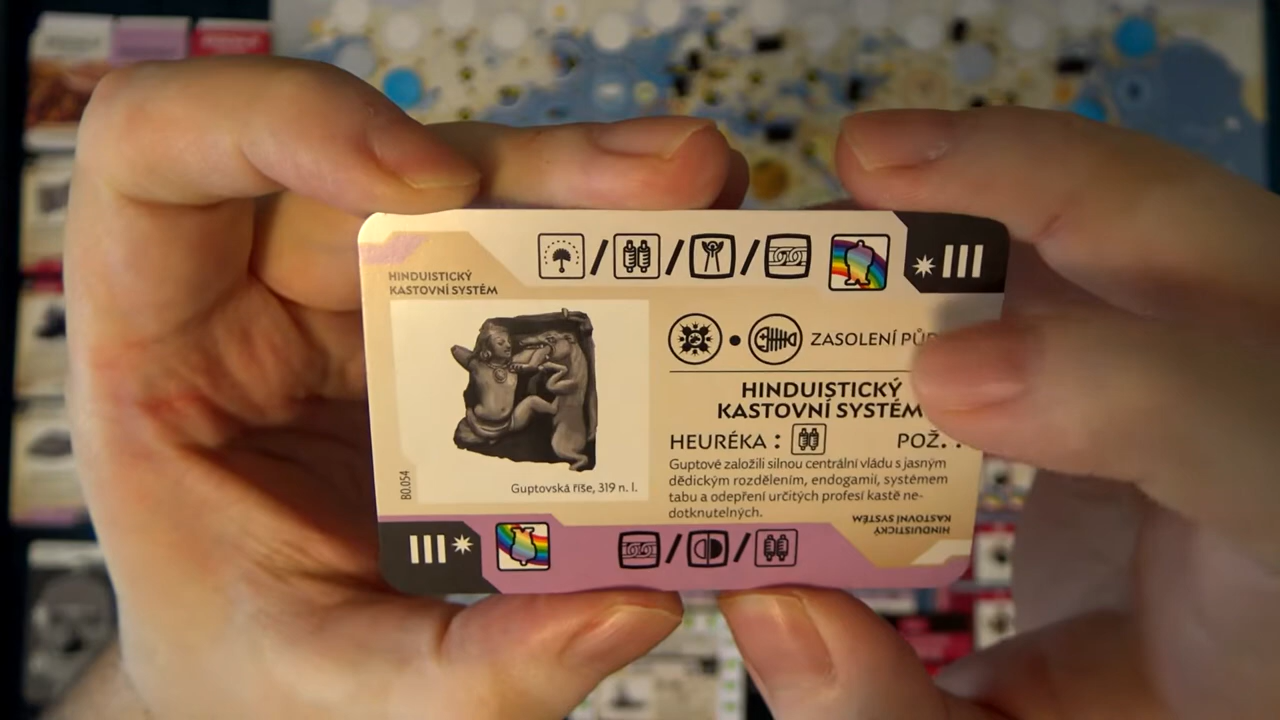 HINDUISTICKÝ
KASTOVNÍ SYSTÉM
/ / /
*III
ZASOLENÍ
HINDUISTICKÝ
KASTOVNÍ SYSTÉM
HEURÉKA :
POŽ. :
Guptové založili silnou centrální vládu s jasným
dědickým rozdělením, endogamií, systémem
tabu a odepření určitých profesí kastě ne-
dotknutelných.
Guptovská říše, 319 n. l.
B0.054
HINDUISTICKÝ
KASTOVNÍ SYSTÉM
III*
/ /